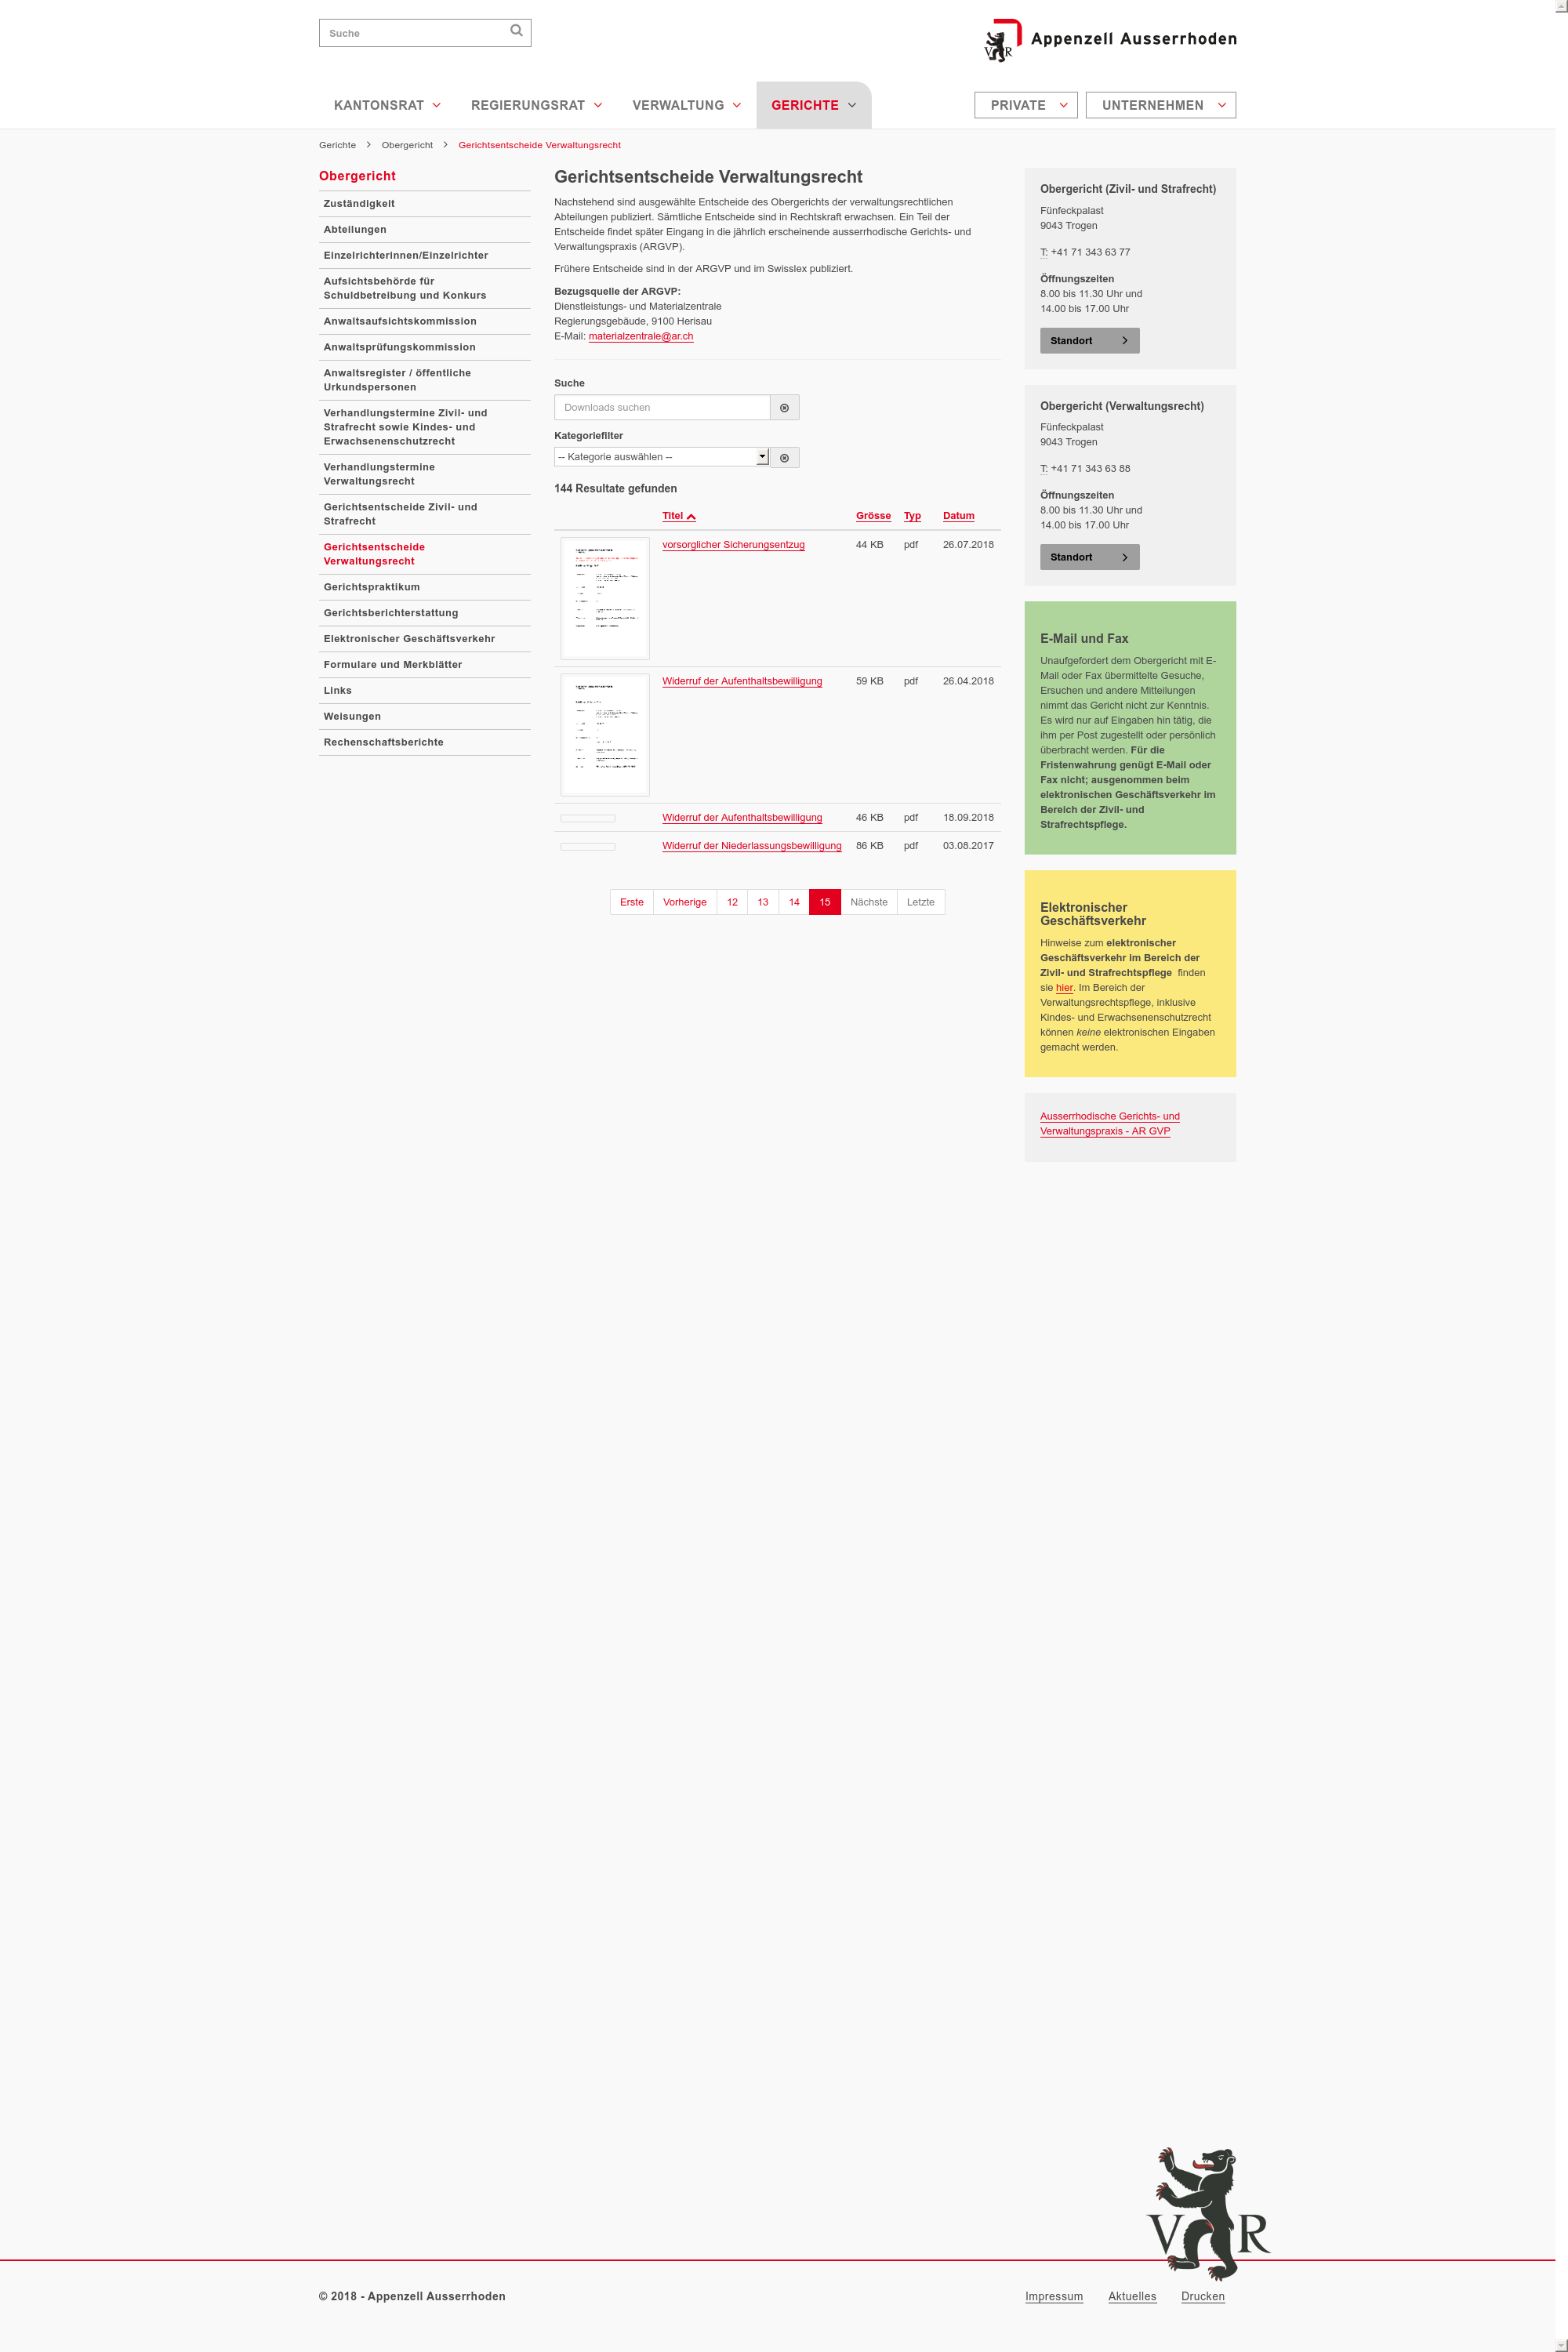 Suche
Appenzell Ausserrhoden
KANTONSRAT
REGIERUNGSRAT
VERWALTUNG
GERICHTE
PRIVATE
UNTERNEHMEN
Gerichte > Obergericht > Gerichtsentscheide Verwaltungsrecht
Obergericht
Zuständigkeit
Abteilungen
Einzelrichterinnen/Einzelrichter
Aufsichtsbehörde für
Schuldbetreibung und Konkurs
Anwaltsaufsichtskommission
Anwaltsprüfungskommission
Anwaltsregister / öffentliche
Urkundspersonen
Verhandlungstermine Zivil- und
Strafrecht sowie Kindes- und
Erwachsenenschutzrecht
Verhandlungstermine
Verwaltungsrecht
Gerichtsentscheide Zivil- und
Strafrecht
Gerichtsentscheide
Verwaltungsrecht
Gerichtspraktikum
Gerichtsberichterstattung
Elektronischer Geschäftsverkehr
Formulare und Merkblätter
Links
Weisungen
Rechenschaftsberichte
Gerichtsentscheide Verwaltungsrecht
Nachstehend sind ausgewählte Entscheide des Obergerichts der verwaltungsrechtlichen
Abteilungen publiziert. Sämtliche Entscheide sind in Rechtskraft erwachsen. Ein Teil der
Entscheide findet später Eingang in die jährlich erscheinende ausserrhodische Gerichts- und
Verwaltungspraxis (ARGVP).
Frühere Entscheide sind in der ARGVP und im Swisslex publiziert.
Bezugsquelle der ARGVP:
Dienstleistungs- und Materialzentrale
Regierungsgebäude, 9100 Herisau
E-Mail: materialzentrale@ar.ch
Suche
Downloads suchen
Kategoriefilter
-- Kategorie auswählen --
144 Resultate gefunden
Titel Grösse Typ Datum
vorsorglicher Sicherungsentzug 44 KB pdf 26.07.2018
Widerruf der Aufenthaltsbewilligung 59 KB pdf 26.04.2018
Widerruf der Aufenthaltsbewilligung 46 KB pdf 18.09.2018
Widerruf der Niederlassungsbewilligung 86 KB pdf 03.08.2017
Erste Vorherige 12 13 14 15 Nächste Letzte
Obergericht (Zivil- und Strafrecht)
Fünfeckpalast
9043 Trogen
T: +41 71 343 63 77
Öffnungszeiten
8.00 bis 11.30 Uhr und
14.00 bis 17.00 Uhr
Standort
Obergericht (Verwaltungsrecht)
Fünfeckpalast
9043 Trogen
T: +41 71 343 63 88
Öffnungszeiten
8.00 bis 11.30 Uhr und
14.00 bis 17.00 Uhr
Standort
E-Mail und Fax
Unaufgefordert dem Obergericht mit E-
Mail oder Fax übermittelte Gesuche,
Ersuchen und andere Mitteilungen
nimmt das Gericht nicht zur Kenntnis.
Es wird nur auf Eingaben hin tätig, die
ihm per Post zugestellt oder persönlich
überbracht werden. Für die
Fristenwahrung genügt E-Mail oder
Fax nicht; ausgenommen beim
elektronischen Geschäftsverkehr im
Bereich der Zivil- und
Strafrechtspflege.
Elektronischer
Geschäftsverkehr
Hinweise zum elektronischer
Geschäftsverkehr im Bereich der
Zivil- und Strafrechtspflege finden
sie hier. Im Bereich der
Verwaltungsrechtspflege, inklusive
Kindes- und Erwachsenenschutzrecht
können keine elektronischen Eingaben
gemacht werden.
Ausserrhodische Gerichts- und
Verwaltungspraxis - AR GVP
V R
© 2018 - Appenzell Ausserrhoden
Impressum Aktuelles Drucken